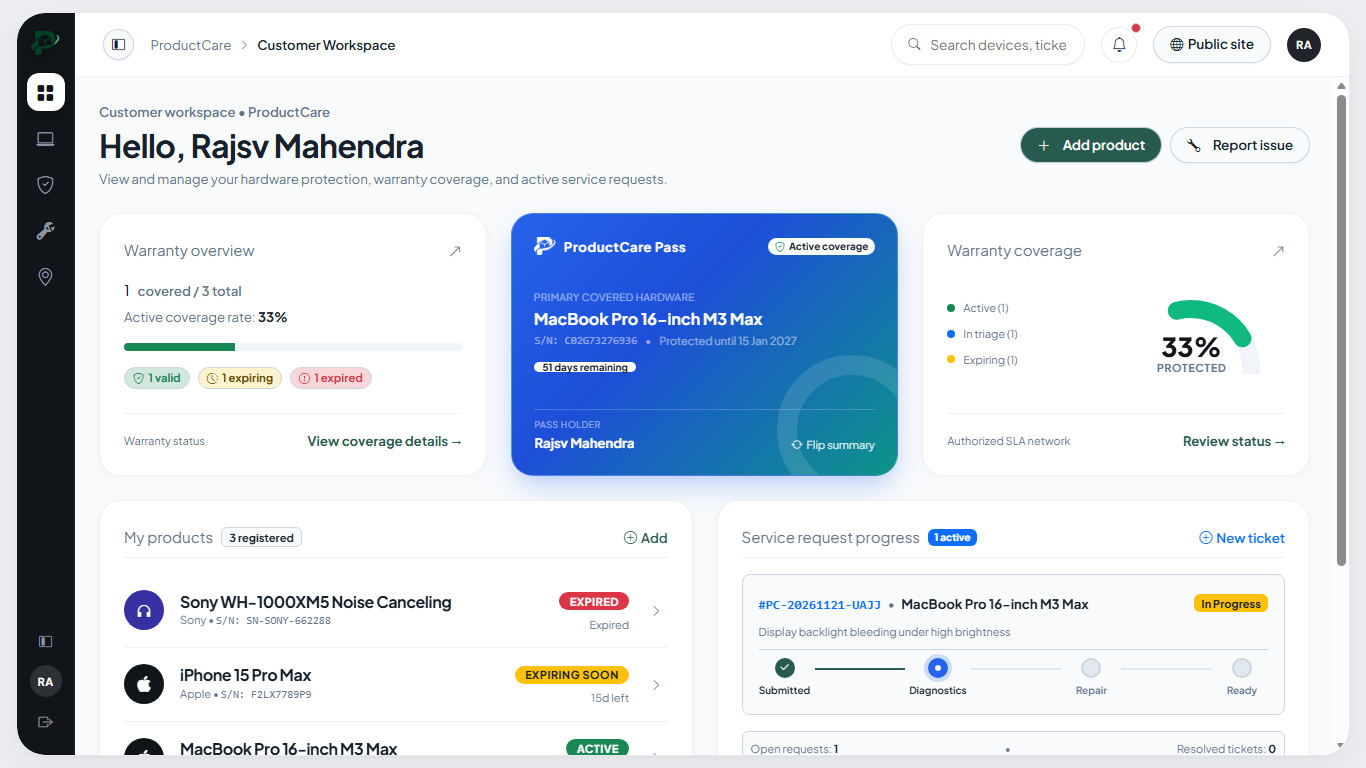 ProductCare > Customer Workspace
Search devices, ticke
Public site
RA
Customer workspace • ProductCare
Hello, Rajsv Mahendra
View and manage your hardware protection, warranty coverage, and active service requests.
+ Add product
Report issue
Warranty overview
1 covered / 3 total
Active coverage rate: 33%
1 valid
1 expiring
1 expired
Warranty status
View coverage details →
ProductCare Pass
Active coverage
PRIMARY COVERED HARDWARE
MacBook Pro 16-inch M3 Max
S/N: C02G73276936 • Protected until 15 Jan 2027
51 days remaining
PASS HOLDER
Rajsv Mahendra
Flip summary
Warranty coverage
Active (1)
In triage (1)
Expiring (1)
33%
PROTECTED
Authorized SLA network
Review status →
My products
3 registered
Add
Sony WH-1000XM5 Noise Canceling
Sony • S/N: SN-SONY-662288
EXPIRED
Expired
iPhone 15 Pro Max
Apple • S/N: F2LX7789P9
EXPIRING SOON
15d left
MacBook Pro 16-inch M3 Max
ACTIVE
Service request progress
1 active
New ticket
#PC-20261121-UAJJ • MacBook Pro 16-inch M3 Max
In Progress
Display backlight bleeding under high brightness
Submitted
Diagnostics
Repair
Ready
Open requests: 1
•
Resolved tickets: 0
RA